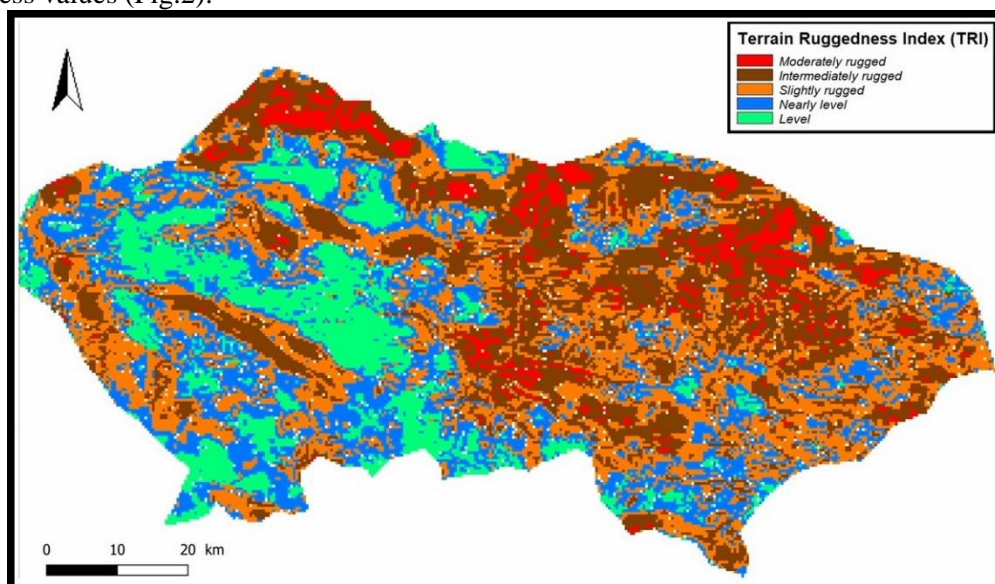 ess values (Fig.2).
Terrain Ruggedness Index (TRI)
Moderately rugged
Intermediately rugged
Slightly rugged
Nearly level
Level
0 10 20 km